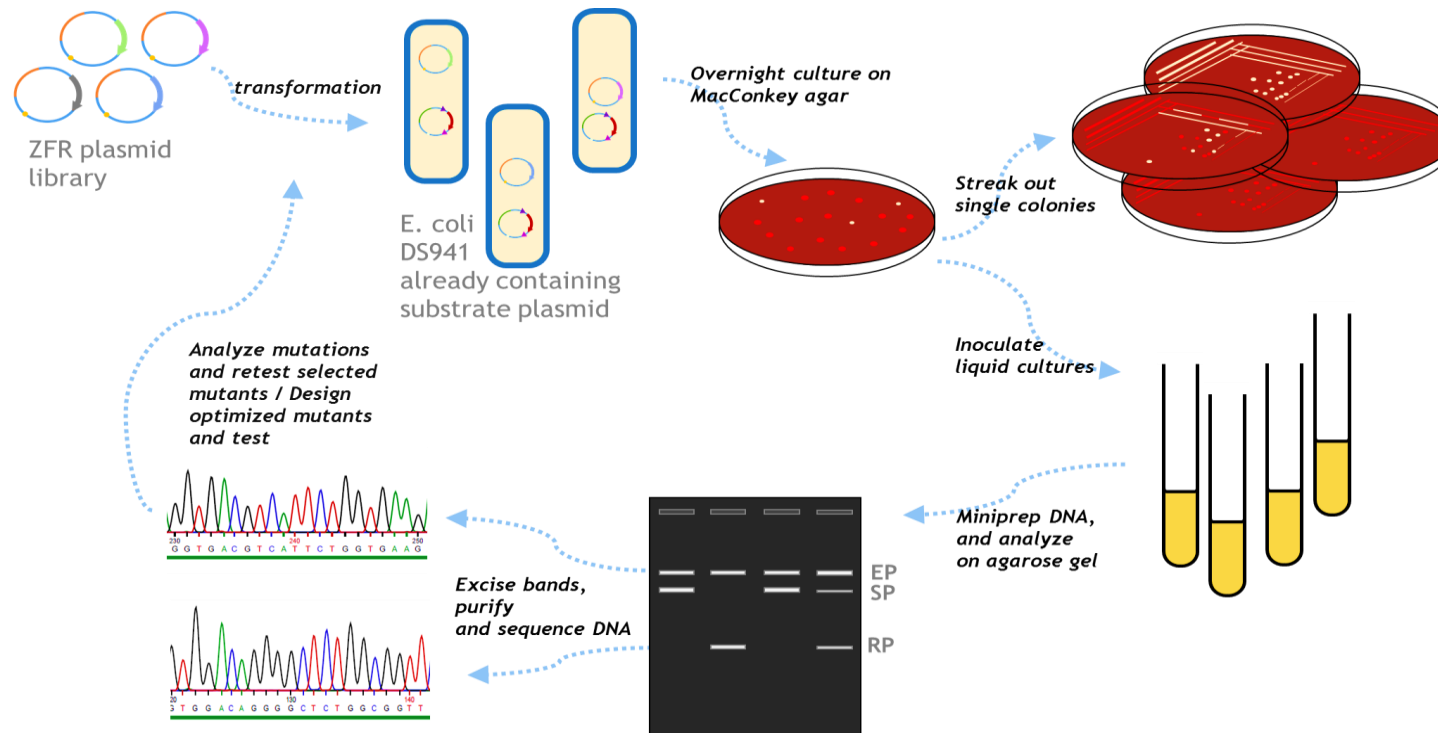 transformation
ZFR plasmid
library
E. coli
DS941
already containing
substrate plasmid
Overnight culture on
MacConkey agar
Streak out
single colonies
Inoculate
liquid cultures
Miniprep DNA,
and analyze
on agarose gel
EP
SP
RP
Excise bands,
purify
and sequence DNA
Analyze mutations
and retest selected
mutants / Design
optimized mutants
and test
230 240 250
G G T G A C G T C A T T C T G G T G A A G
130 140
G T G G A C A G G G G C T C T G G C G G T T